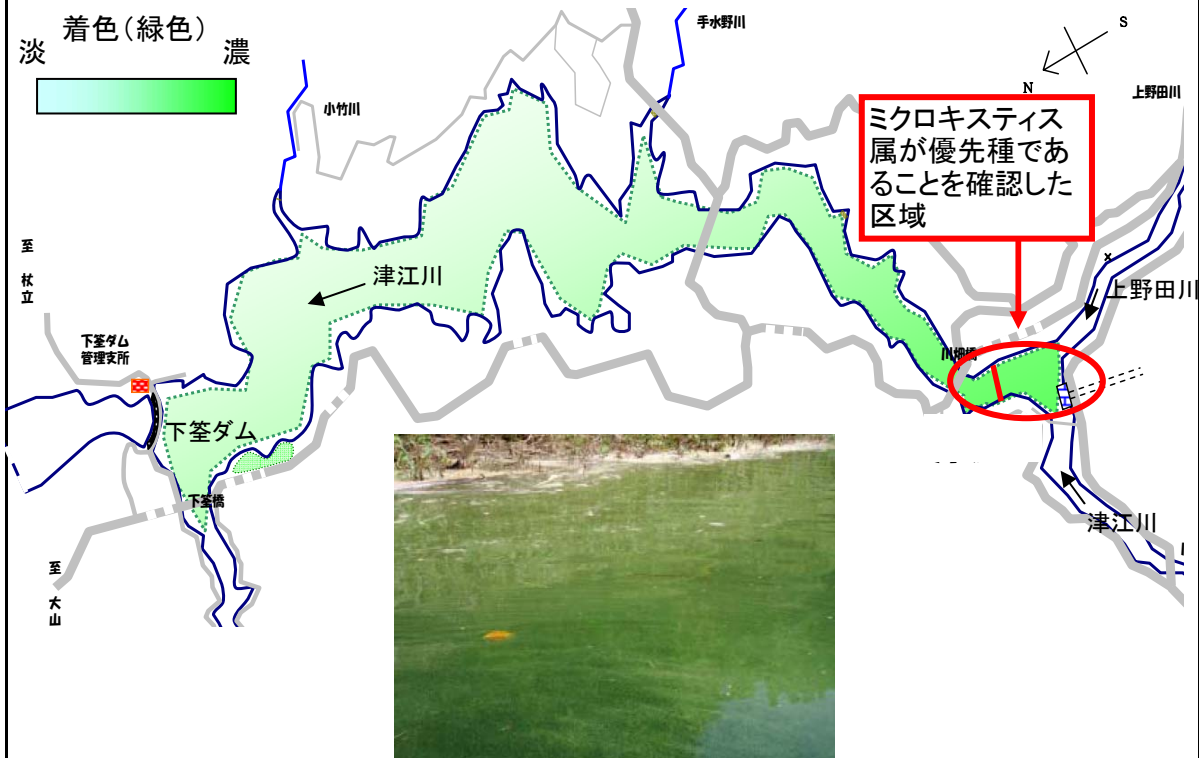 着色(緑色)
淡 濃
手水野川
S
N
小竹川
上野田川
ミクロキスティス
属が優先種であ
ることを確認した
区域
至 杖立
津江川
上野田川
下筌ダム
管理支所
川畑橋
下筌ダム
下筌橋
津江川
至 大山